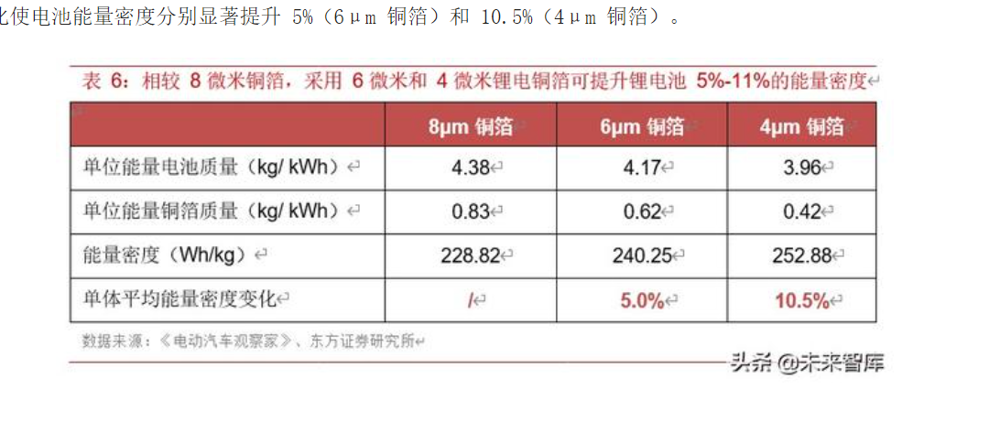 化使电池能量密度分别显著提升 5%（6μm 铜箔）和 10.5%（4μm 铜箔）。
表 6：相较 8 微米铜箔，采用 6 微米和 4 微米锂电铜箔可提升锂电池 5%-11%的能量密度
8μm 铜箔 6μm 铜箔 4μm 铜箔
单位能量电池质量（kg/ kWh） 4.38 4.17 3.96
单位能量铜箔质量（kg/ kWh） 0.83 0.62 0.42
能量密度（Wh/kg） 228.82 240.25 252.88
单体平均能量密度变化 / 5.0% 10.5%
数据来源：《电动汽车观察家》、东方证券研究所
头条 @未来智库